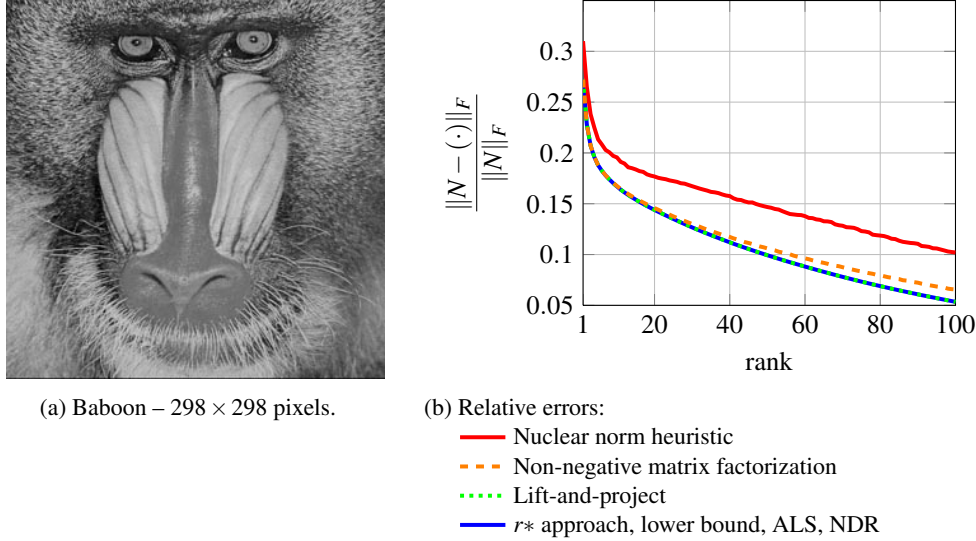 0.3
0.25
0.2
0.15
0.1
0.05
||N − (·)||_F
||N||_F
1 20 40 60 80 100
rank
(a) Baboon – 298 × 298 pixels.
(b) Relative errors:
Nuclear norm heuristic
Non-negative matrix factorization
Lift-and-project
r∗ approach, lower bound, ALS, NDR